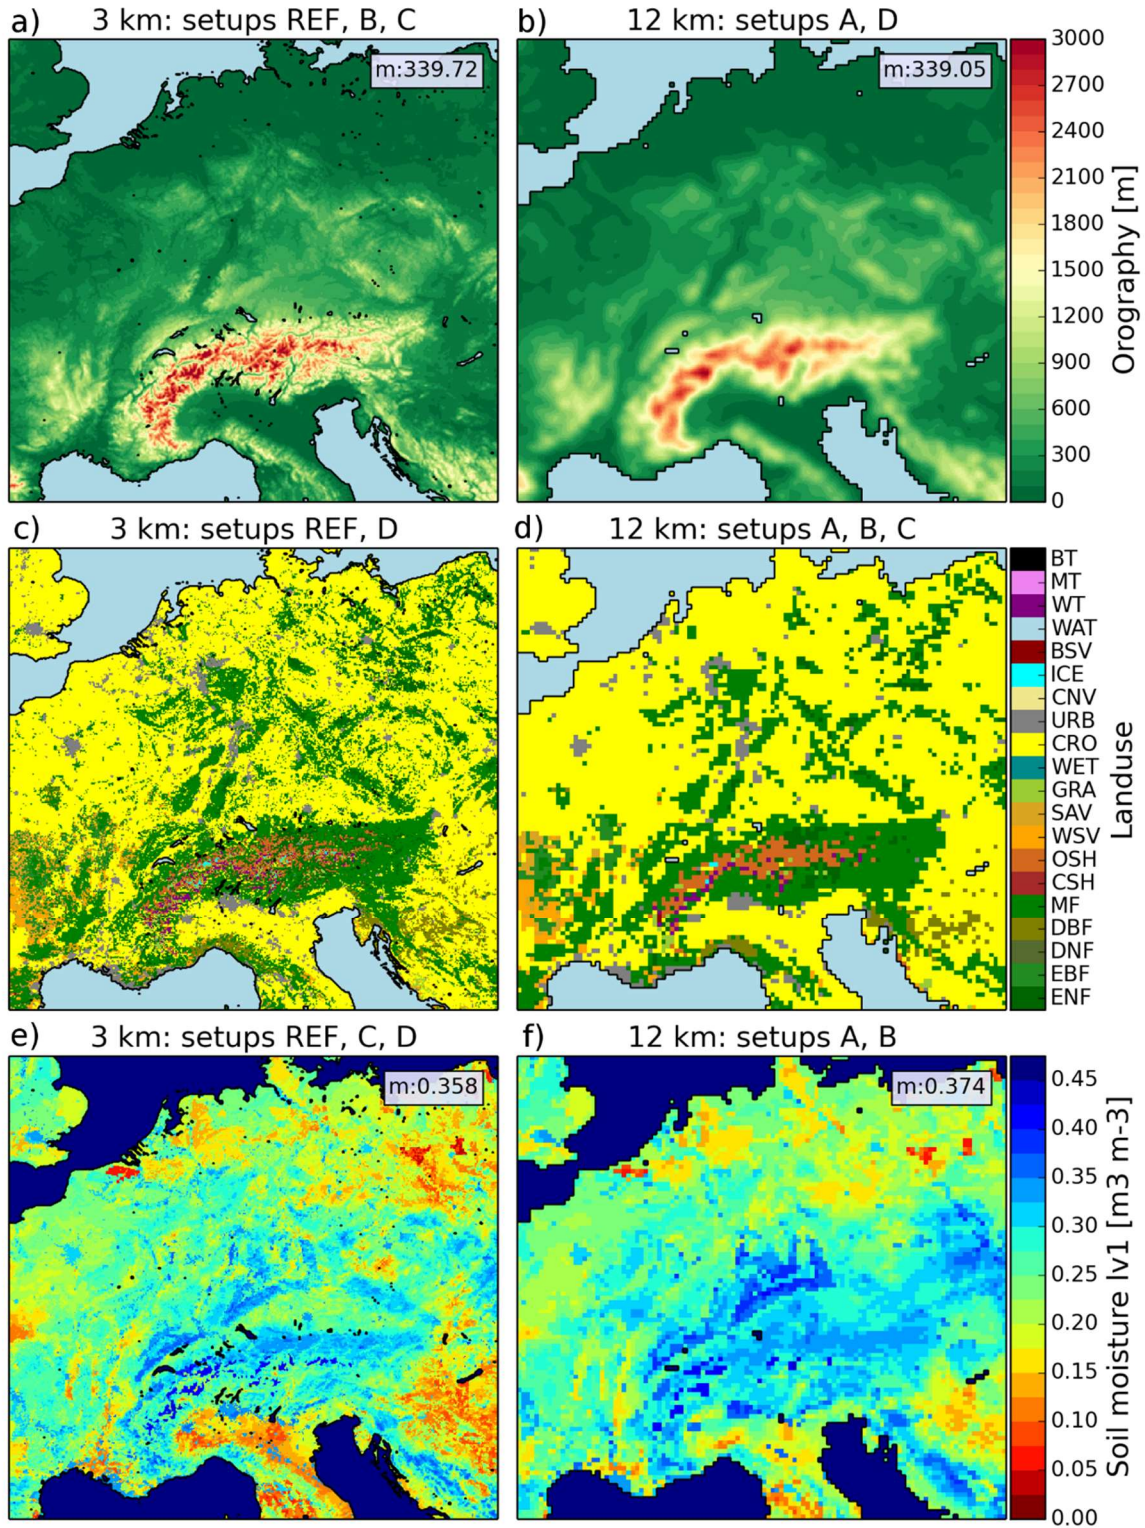 a) 3 km: setups REF, B, C
b) 12 km: setups A, D
m:339.72
m:339.05
3000
2700
2400
2100
1800
1500
1200
900
600
300
0
Orography [m]
c) 3 km: setups REF, D
d) 12 km: setups A, B, C
BT
MT
WT
WAT
BSV
ICE
CNV
URB
CRO
WET
GRA
SAV
WSV
OSH
CSH
MF
DBF
DNF
EBF
ENF
Landuse
e) 3 km: setups REF, C, D
f) 12 km: setups A, B
m:0.358
m:0.374
0.45
0.40
0.35
0.30
0.25
0.20
0.15
0.10
0.05
0.00
Soil moisture lv1 [m3 m-3]